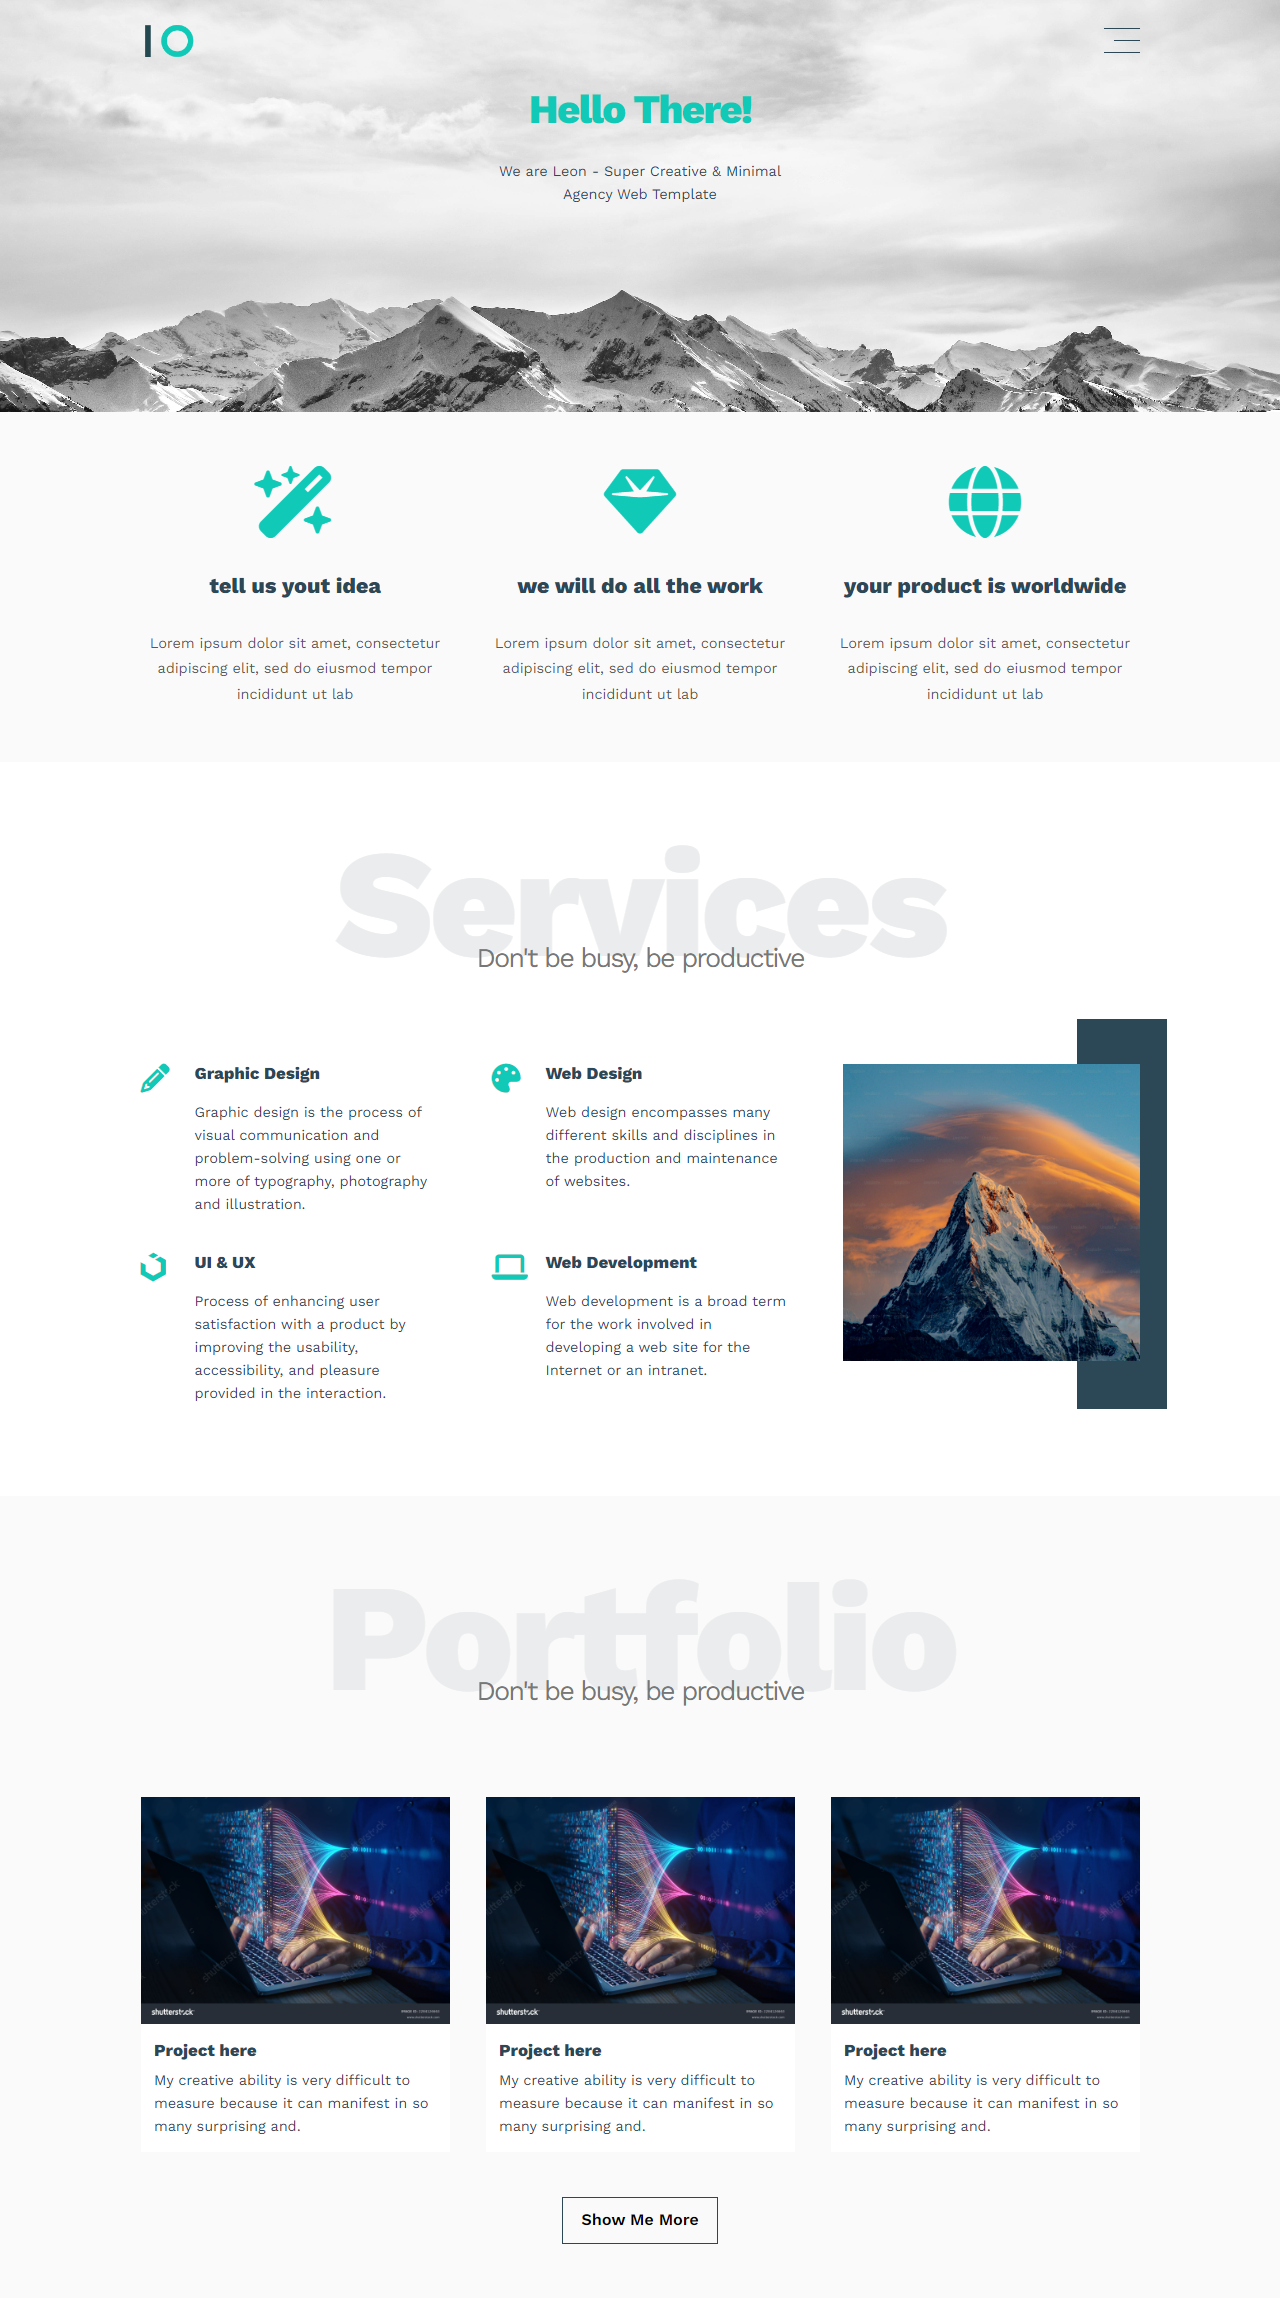 IO
Hello There!
We are Leon - Super Creative & Minimal
Agency Web Template
tell us yout idea
Lorem ipsum dolor sit amet, consectetur
adipiscing elit, sed do eiusmod tempor
incididunt ut lab
we will do all the work
Lorem ipsum dolor sit amet, consectetur
adipiscing elit, sed do eiusmod tempor
incididunt ut lab
your product is worldwide
Lorem ipsum dolor sit amet, consectetur
adipiscing elit, sed do eiusmod tempor
incididunt ut lab
Services
Don't be busy, be productive
Graphic Design
Graphic design is the process of
visual communication and
problem-solving using one or
more of typography, photography
and illustration.
Web Design
Web design encompasses many
different skills and disciplines in
the production and maintenance
of websites.
UI & UX
Process of enhancing user
satisfaction with a product by
improving the usability,
accessibility, and pleasure
provided in the interaction.
Web Development
Web development is a broad term
for the work involved in
developing a web site for the
Internet or an intranet.
Portfolio
Don't be busy, be productive
shutterstock
Project here
My creative ability is very difficult to
measure because it can manifest in so
many surprising and.
shutterstock
Project here
My creative ability is very difficult to
measure because it can manifest in so
many surprising and.
shutterstock
Project here
My creative ability is very difficult to
measure because it can manifest in so
many surprising and.
Show Me More